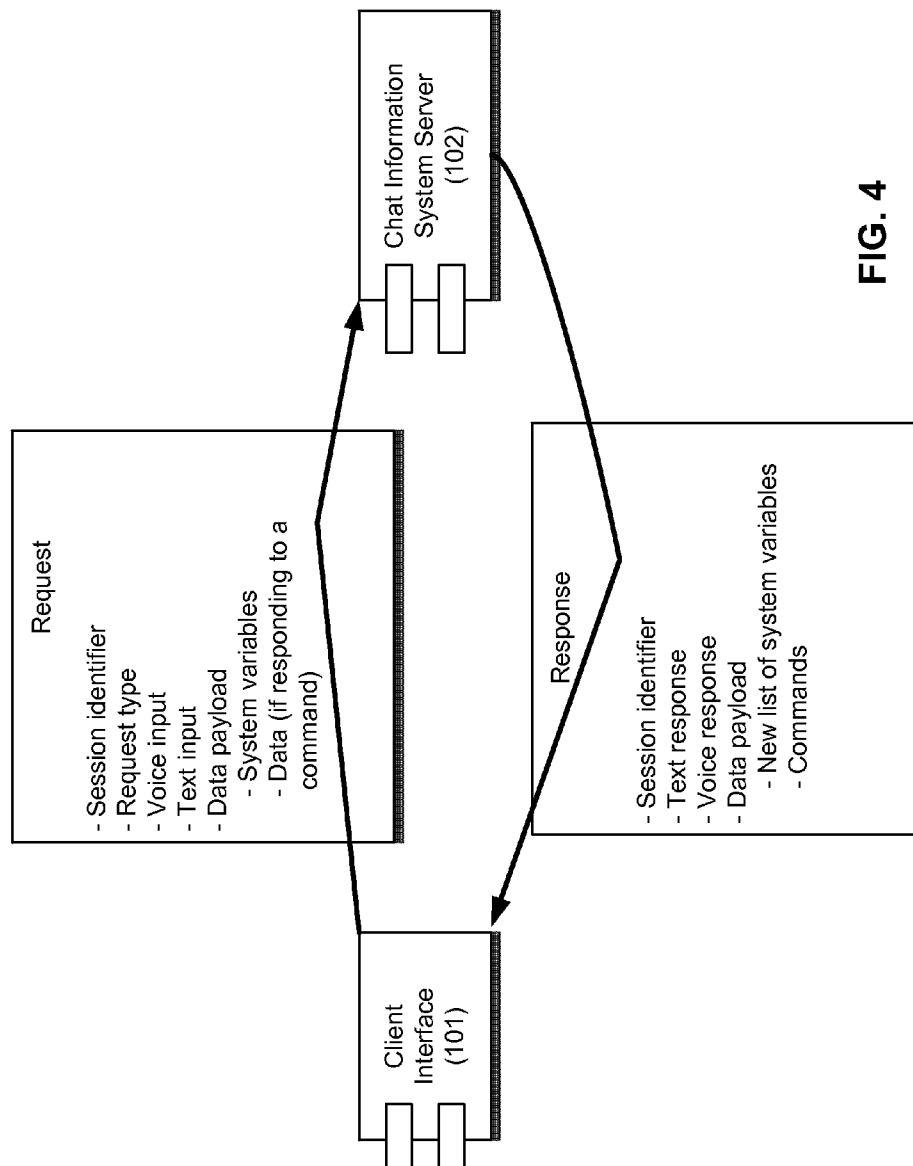 Request
- Session identifier
- Request type
- Voice input
- Text input
- Data payload
- System variables
- Data (if responding to a
command)
Client
Interface
(101)
Chat Information
System Server
(102)
Response
- Session identifier
- Text response
- Voice response
- Data payload
- New list of system variables
- Commands
FIG. 4